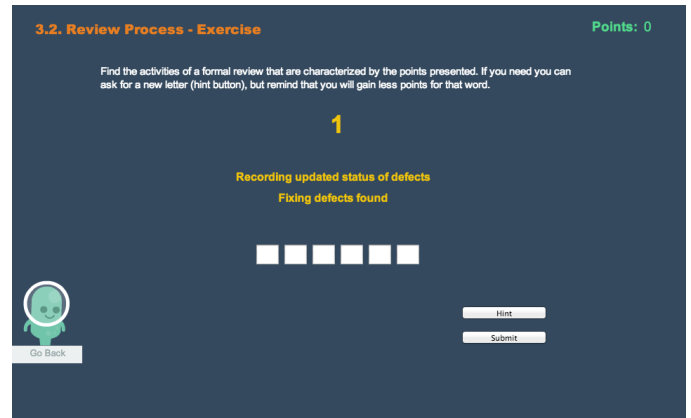 3.2. Review Process - Exercise
Points: 0
Find the activities of a formal review that are characterized by the points presented. If you need you can
ask for a new letter (hint button), but remind that you will gain less points for that word.
1
Recording updated status of defects
Fixing defects found
Hint
Submit
Go Back